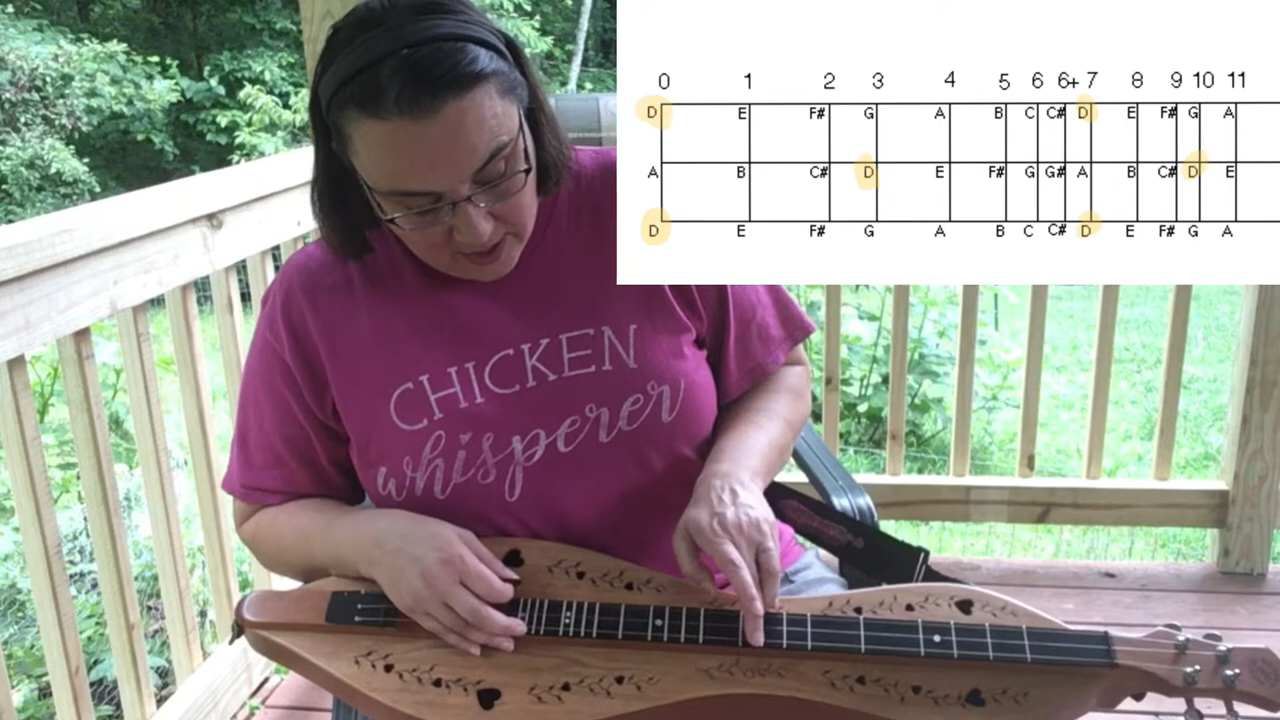 0 1 2 3 4 5 6 6+ 7 8 9 10 11
D E F# G A B C C# D E F# G A
A B C# D E F# G G# A B C# D E
D E F# G A B C C# D E F# G A
CHICKEN
whisperer